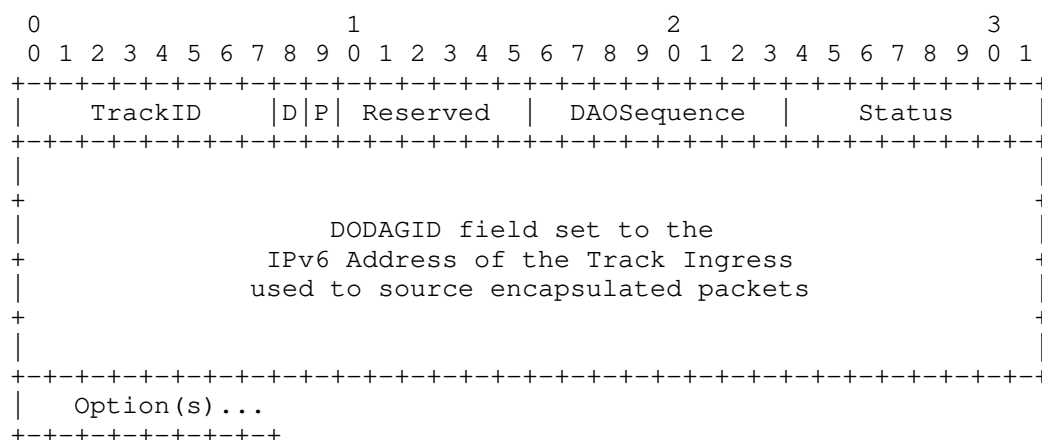 0                   1                   2                   3
 0 1 2 3 4 5 6 7 8 9 0 1 2 3 4 5 6 7 8 9 0 1 2 3 4 5 6 7 8 9 0 1
+-+-+-+-+-+-+-+-+-+-+-+-+-+-+-+-+-+-+-+-+-+-+-+-+-+-+-+-+-+-+-+-+
|    TrackID    |D|P| Reserved  |  DAOSequence  |    Status     |
+-+-+-+-+-+-+-+-+-+-+-+-+-+-+-+-+-+-+-+-+-+-+-+-+-+-+-+-+-+-+-+-+
|                                                               |
+                                                               +
|                   DODAGID field set to the                    |
+               IPv6 Address of the Track Ingress               +
|              used to source encapsulated packets              |
+                                                               +
|                                                               |
+-+-+-+-+-+-+-+-+-+-+-+-+-+-+-+-+-+-+-+-+-+-+-+-+-+-+-+-+-+-+-+-+
|   Option(s)...
+-+-+-+-+-+-+-+-+